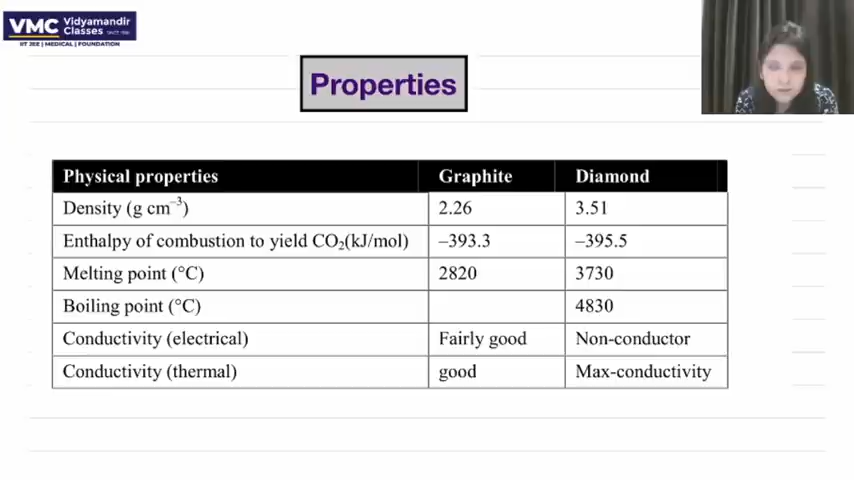 VMC Vidyamandir Classes SINCE 1986
IIT JEE | MEDICAL | FOUNDATION
Properties
Physical properties Graphite Diamond
Density (g cm⁻³) 2.26 3.51
Enthalpy of combustion to yield CO₂(kJ/mol) –393.3 –395.5
Melting point (°C) 2820 3730
Boiling point (°C) 4830
Conductivity (electrical) Fairly good Non-conductor
Conductivity (thermal) good Max-conductivity